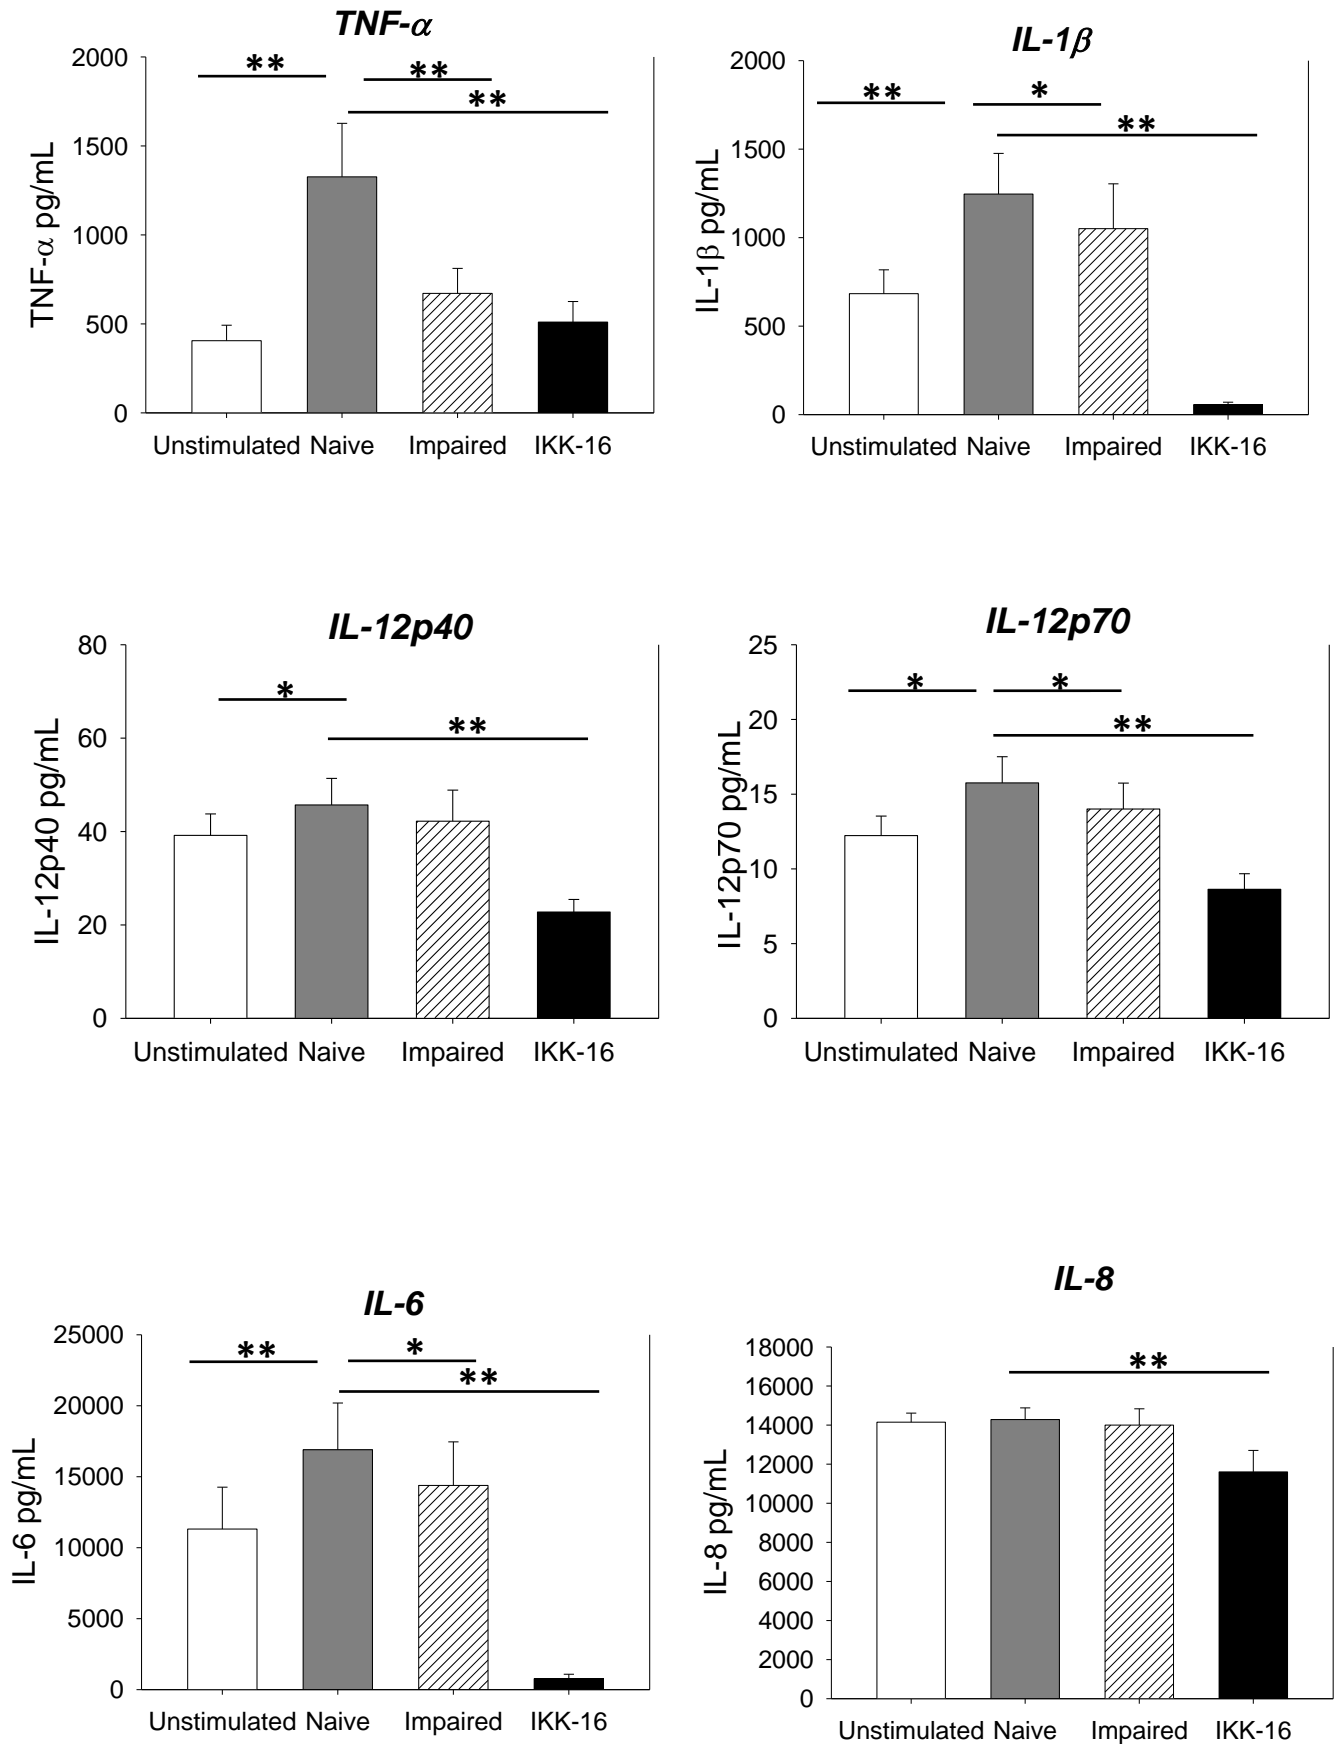 TNF-α
2000
1500
1000
500
0
TNF-α pg/mL
** ** **
Unstimulated Naive Impaired IKK-16
IL-1β
2000
1500
1000
500
0
IL-1β pg/mL
** * **
Unstimulated Naive Impaired IKK-16
IL-12p40
80
60
40
20
0
IL-12p40 pg/mL
* **
Unstimulated Naive Impaired IKK-16
IL-12p70
25
20
15
10
5
0
IL-12p70 pg/mL
* * **
Unstimulated Naive Impaired IKK-16
IL-6
25000
20000
15000
10000
5000
0
IL-6 pg/mL
** * **
Unstimulated Naive Impaired IKK-16
IL-8
18000
16000
14000
12000
10000
8000
6000
4000
2000
0
IL-8 pg/mL
**
Unstimulated Naive Impaired IKK-16